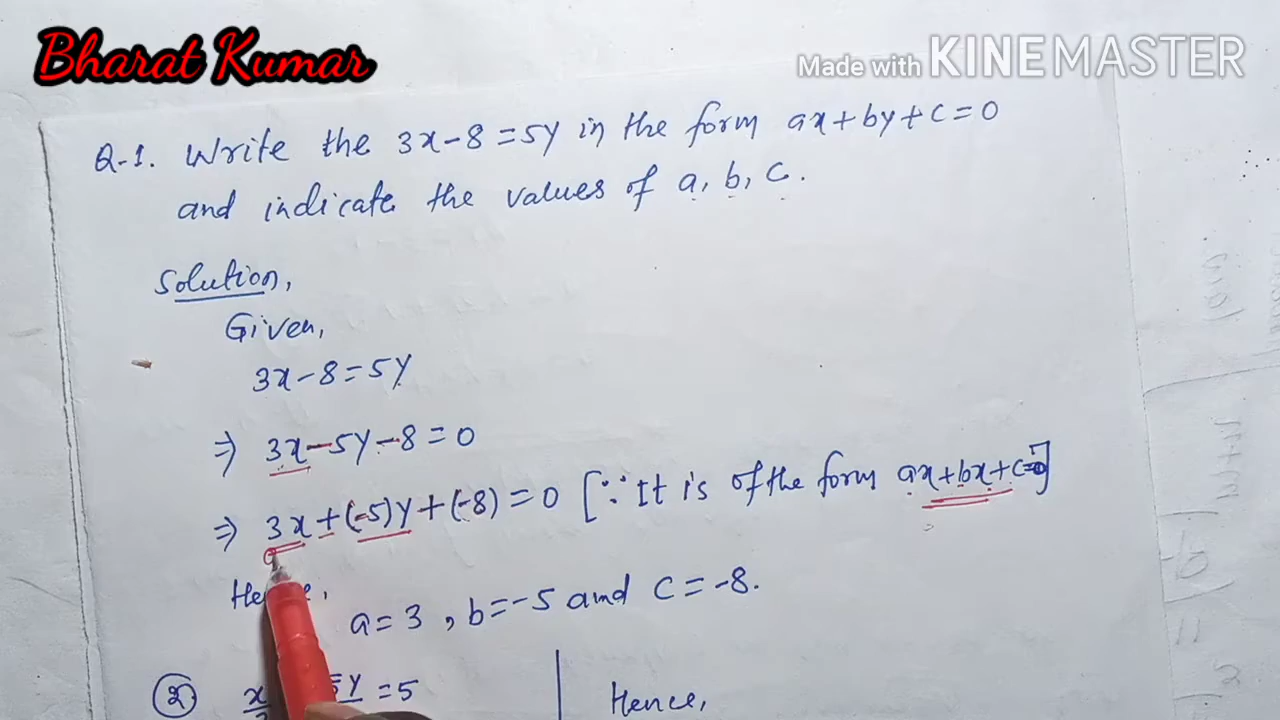 Bharat Kumar
Made with KINEMASTER
Q-1. Write the 3x-8=5y in the form ax+by+c=0
and indicate the values of a, b, c.
Solution,
Given,
3x-8=5y
⇒ 3x-5y-8=0
⇒ 3x+(-5)y+(-8)=0 [∵ It is of the form ax+bx+c=0]
a=3, b=-5 and c=-8.
② =5
Hence,